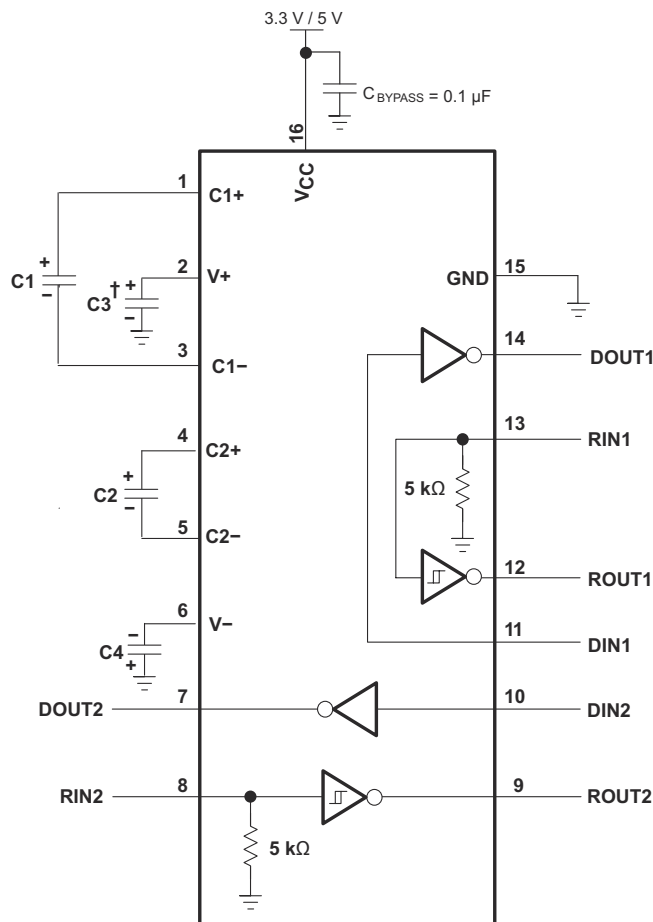 3.3 V / 5 V
CBYPASS = 0.1 µF
16
VCC
1
C1+
+
C1
−
2
V+
C3† +
−
15
GND
3
C1−
14
DOUT1
4
C2+
13
RIN1
+
C2
−
5 kΩ
5
C2−
12
ROUT1
6
V−
11
DIN1
−
C4
+
DOUT2
7
10
DIN2
RIN2
8
9
ROUT2
5 kΩ